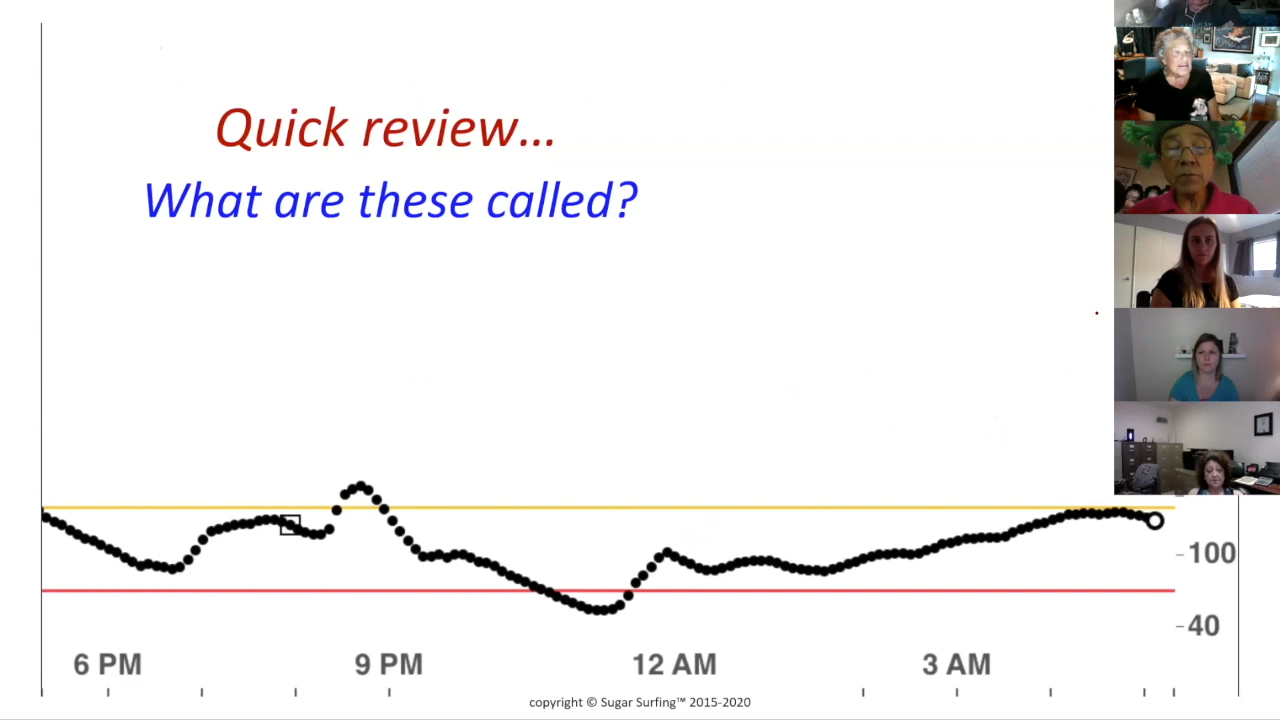 Quick review...
What are these called?
100
40
6 PM
9 PM
12 AM
3 AM
copyright © Sugar Surfing™ 2015-2020